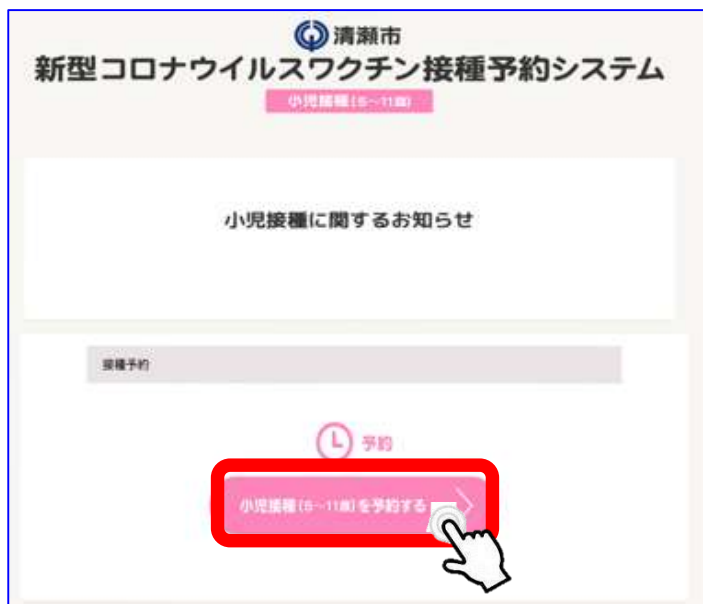 清瀬市
新型コロナウイルスワクチン接種予約システム
小児接種(5～11歳)
小児接種に関するお知らせ
接種予約
予約
小児接種(5～11歳)を予約する